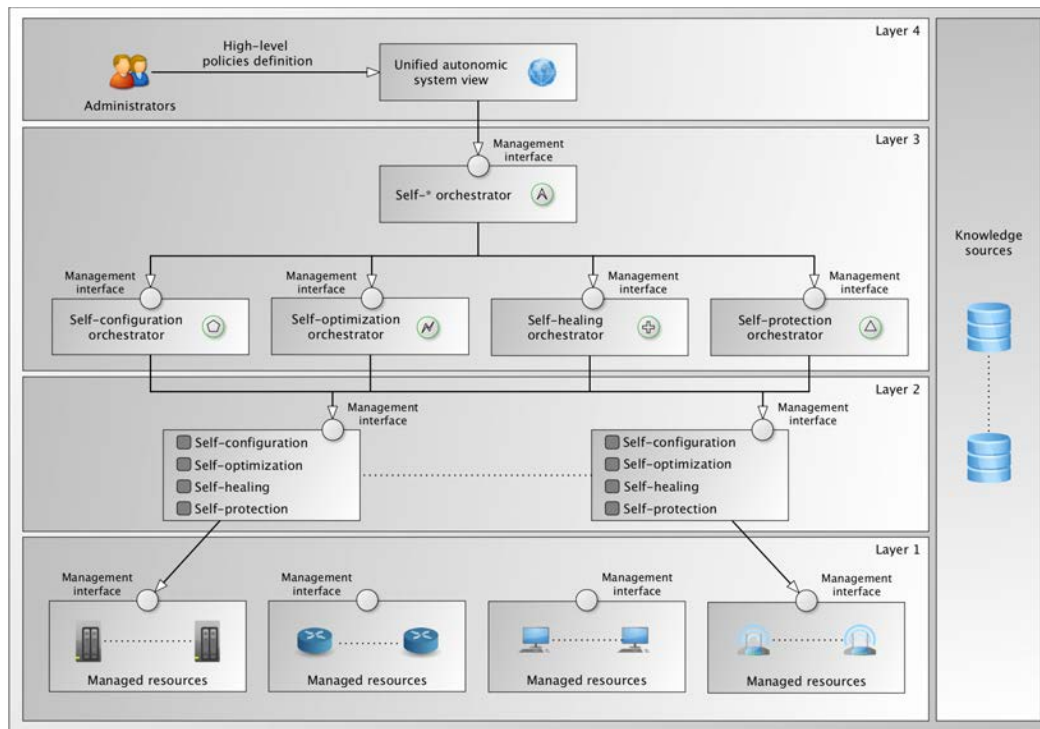 Layer 4
High-level
policies definition
Administrators
Unified autonomic
system view
Layer 3
Management
interface
Self-* orchestrator
Management
interface
Management
interface
Management
interface
Management
interface
Self-configuration
orchestrator
Self-optimization
orchestrator
Self-healing
orchestrator
Self-protection
orchestrator
Layer 2
Management
interface
Management
interface
Self-configuration
Self-optimization
Self-healing
Self-protection
Self-configuration
Self-optimization
Self-healing
Self-protection
Layer 1
Management
interface
Management
interface
Management
interface
Management
interface
Managed resources
Managed resources
Managed resources
Managed resources
Knowledge
sources